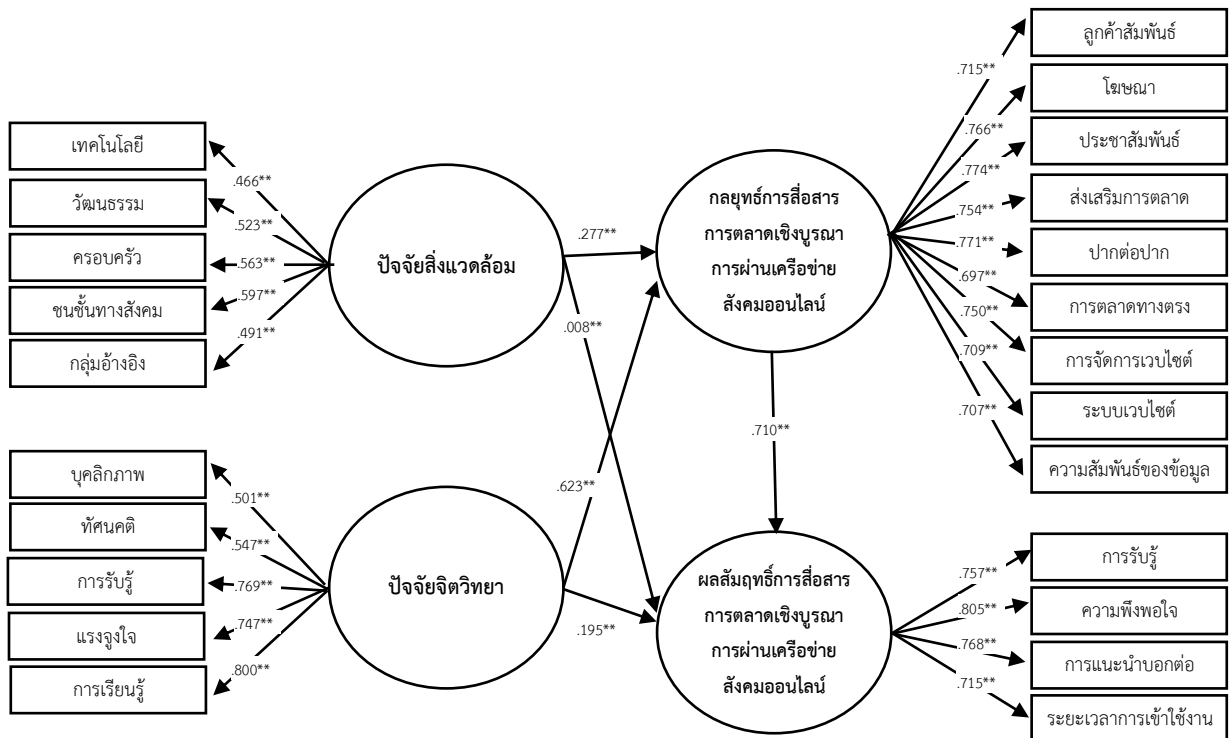 ลูกค้าสัมพันธ์
.715**
โฆษณา
.766**
ประชาสัมพันธ์
.774**
ส่งเสริมการตลาด
.754**
ปากต่อปาก
.771**
การตลาดทางตรง
.697**
การจัดการเวบไซต์
.750**
ระบบเวบไซต์
.709**
ความสัมพันธ์ของข้อมูล
.707**
เทคโนโลยี
.466**
วัฒนธรรม
.523**
ครอบครัว
.563**
ชนชั้นทางสังคม
.597**
กลุ่มอ้างอิง
.491**
ปัจจัยสิ่งแวดล้อม
.277**
.008**
กลยุทธ์การสื่อสาร
การตลาดเชิงบูรณา
การผ่านเครือข่าย
สังคมออนไลน์
.710**
บุคลิกภาพ
.501**
ทัศนคติ
.547**
การรับรู้
.769**
แรงจูงใจ
.747**
การเรียนรู้
.800**
ปัจจัยจิตวิทยา
.623**
.195**
ผลสัมฤทธิ์การสื่อสาร
การตลาดเชิงบูรณา
การผ่านเครือข่าย
สังคมออนไลน์
การรับรู้
.757**
ความพึงพอใจ
.805**
การแนะนำบอกต่อ
.768**
ระยะเวลาการเข้าใช้งาน
.715**